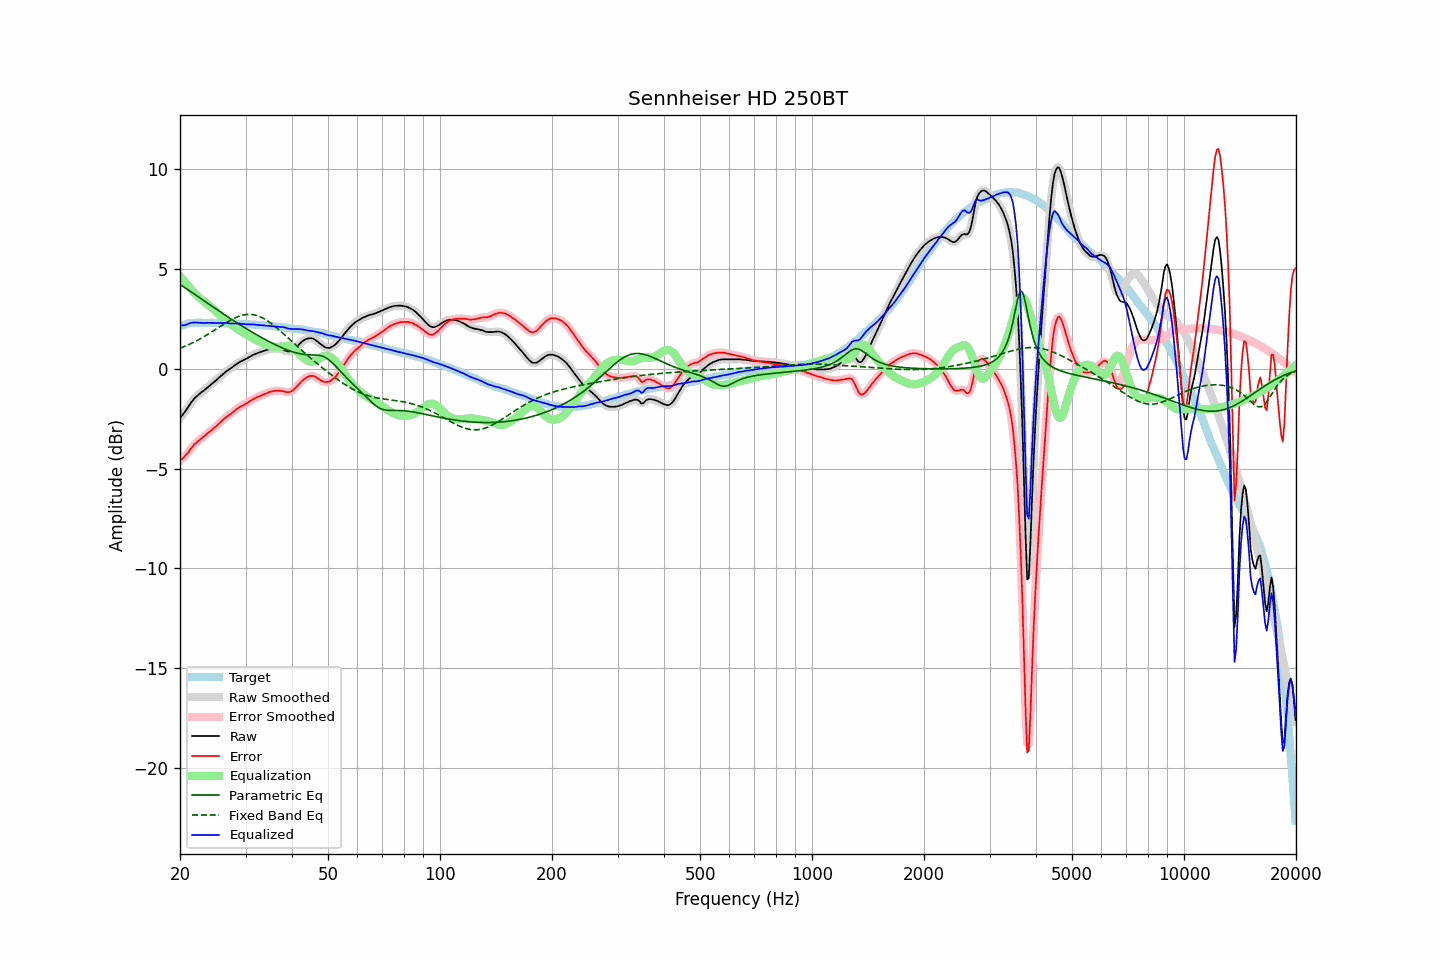 Sennheiser HD 250BT
Amplitude (dBr)
10
5
0
−5
−10
−15
−20
Target
Raw Smoothed
Error Smoothed
Raw
Error
Equalization
Parametric Eq
Fixed Band Eq
Equalized
20
50
100
200
500
1000
2000
5000
10000
20000
Frequency (Hz)